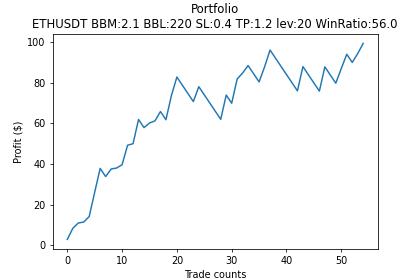 Portfolio
ETHUSDT BBM:2.1 BBL:220 SL:0.4 TP:1.2 lev:20 WinRatio:56.0
100
80
60
40
20
0
Profit ($)
0 10 20 30 40 50
Trade counts